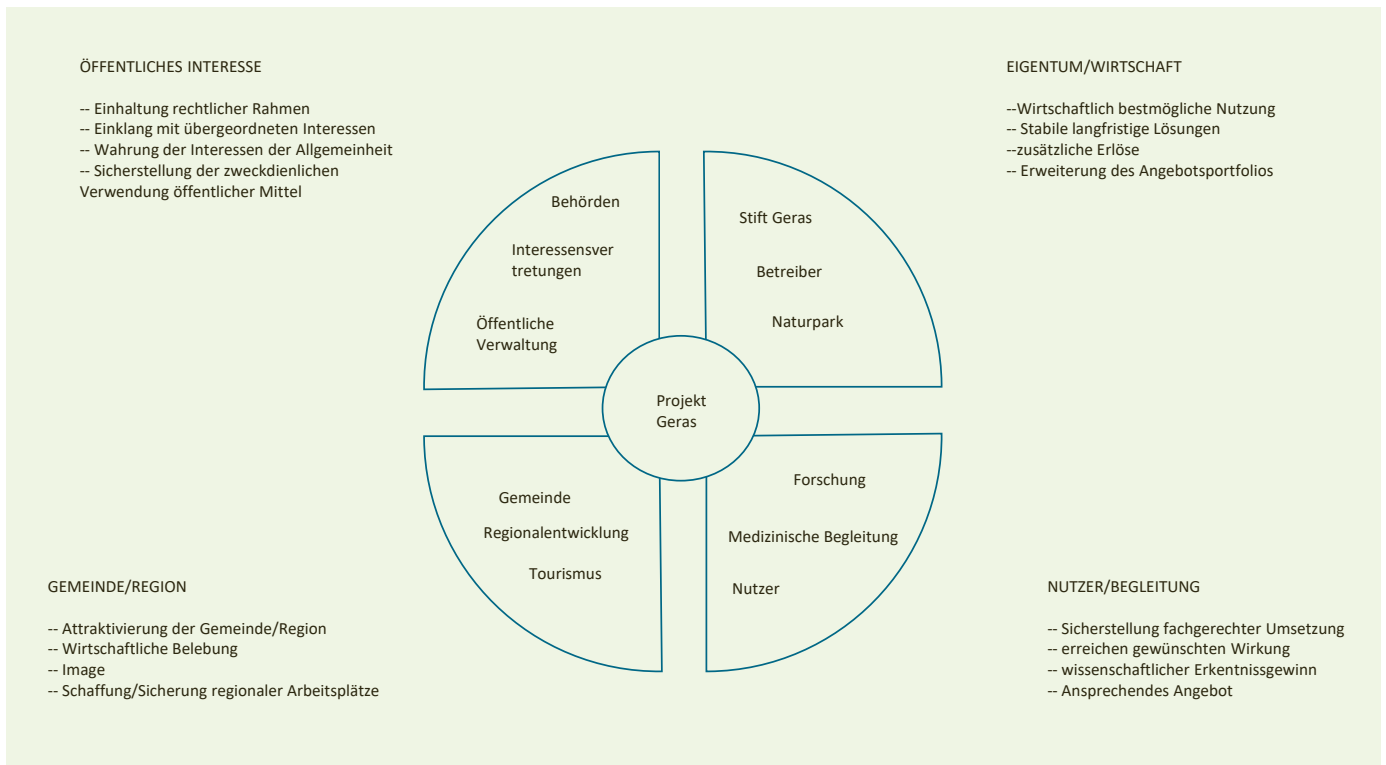 ÖFFENTLICHES INTERESSE
-- Einhaltung rechtlicher Rahmen
-- Einklang mit übergeordneten Interessen
-- Wahrung der Interessen der Allgemeinheit
-- Sicherstellung der zweckdienlichen
Verwendung öffentlicher Mittel
EIGENTUM/WIRTSCHAFT
--Wirtschaftlich bestmögliche Nutzung
-- Stabile langfristige Lösungen
--zusätzliche Erlöse
-- Erweiterung des Angebotsportfolios
Behörden
Interessensver
tretungen
Öffentliche
Verwaltung
Stift Geras
Betreiber
Naturpark
Projekt
Geras
Gemeinde
Regionalentwicklung
Tourismus
Forschung
Medizinische Begleitung
Nutzer
GEMEINDE/REGION
-- Attraktivierung der Gemeinde/Region
-- Wirtschaftliche Belebung
-- Image
-- Schaffung/Sicherung regionaler Arbeitsplätze
NUTZER/BEGLEITUNG
-- Sicherstellung fachgerechter Umsetzung
-- erreichen gewünschten Wirkung
-- wissenschaftlicher Erkentnissgewinn
-- Ansprechendes Angebot